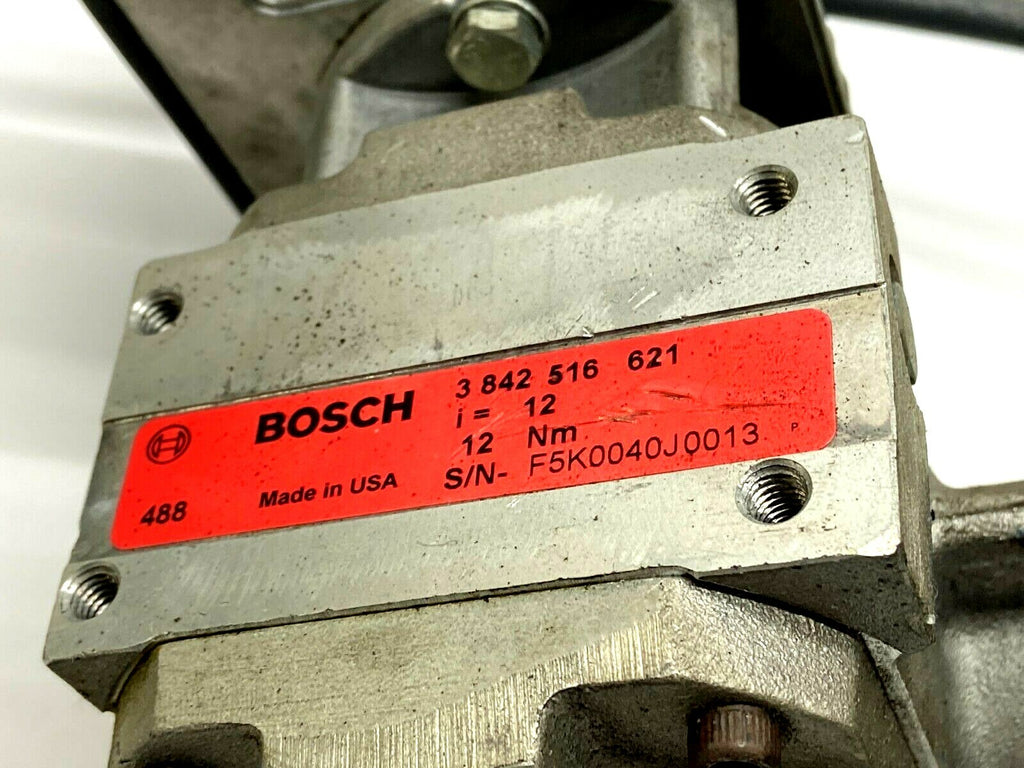 BOSCH 3 842 516 621
i = 12
12 Nm
488 Made in USA S/N- F5K0040J0013 P